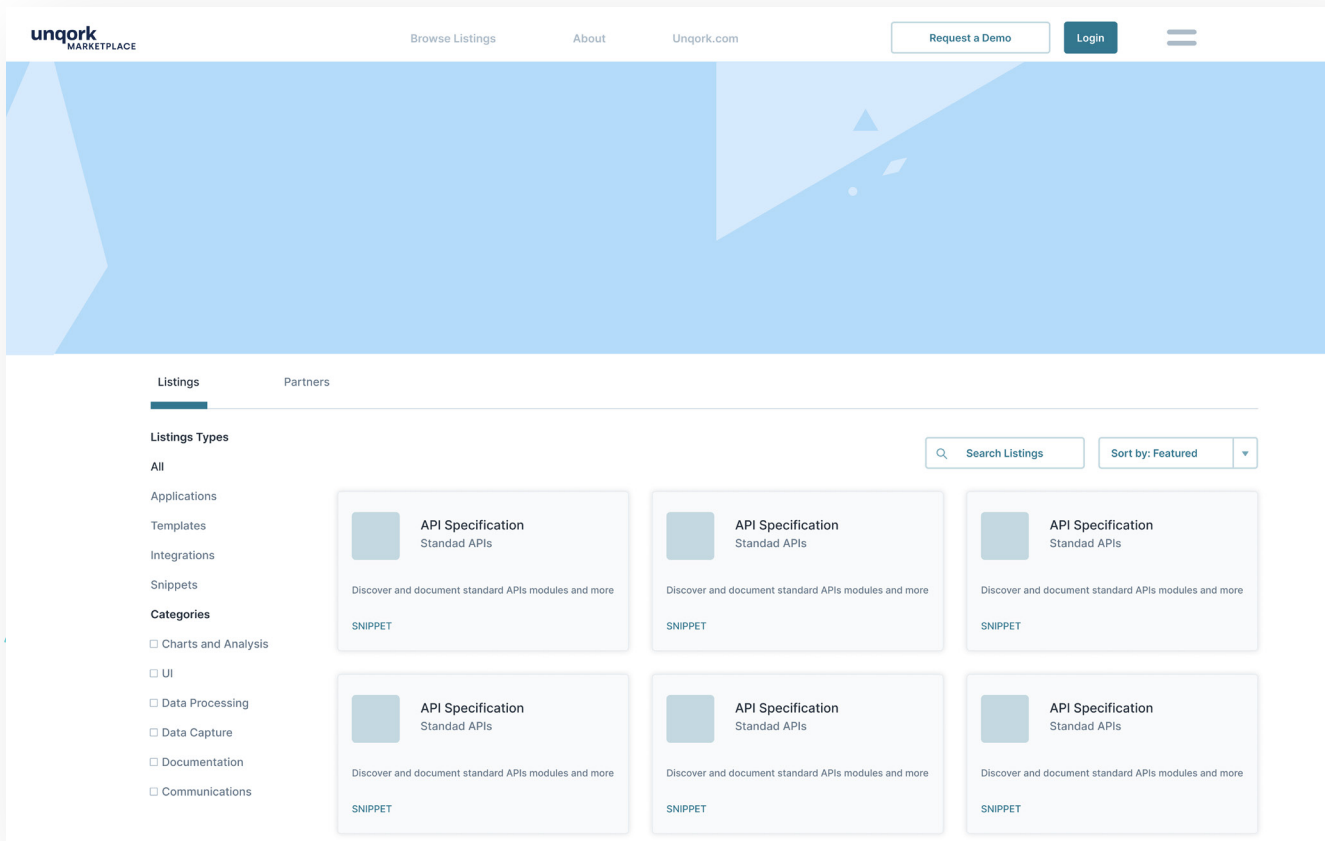 unqork
MARKETPLACE
Browse Listings
About
Unqork.com
Request a Demo
Login
Listings
Partners
Listings Types
All
Applications
Templates
Integrations
Snippets
Categories
Charts and Analysis
UI
Data Processing
Data Capture
Documentation
Communications
Search Listings
Sort by: Featured
API Specification
Standad APIs
Discover and document standard APIs modules and more
SNIPPET
API Specification
Standad APIs
Discover and document standard APIs modules and more
SNIPPET
API Specification
Standad APIs
Discover and document standard APIs modules and more
SNIPPET
API Specification
Standad APIs
Discover and document standard APIs modules and more
SNIPPET
API Specification
Standad APIs
Discover and document standard APIs modules and more
SNIPPET
API Specification
Standad APIs
Discover and document standard APIs modules and more
SNIPPET